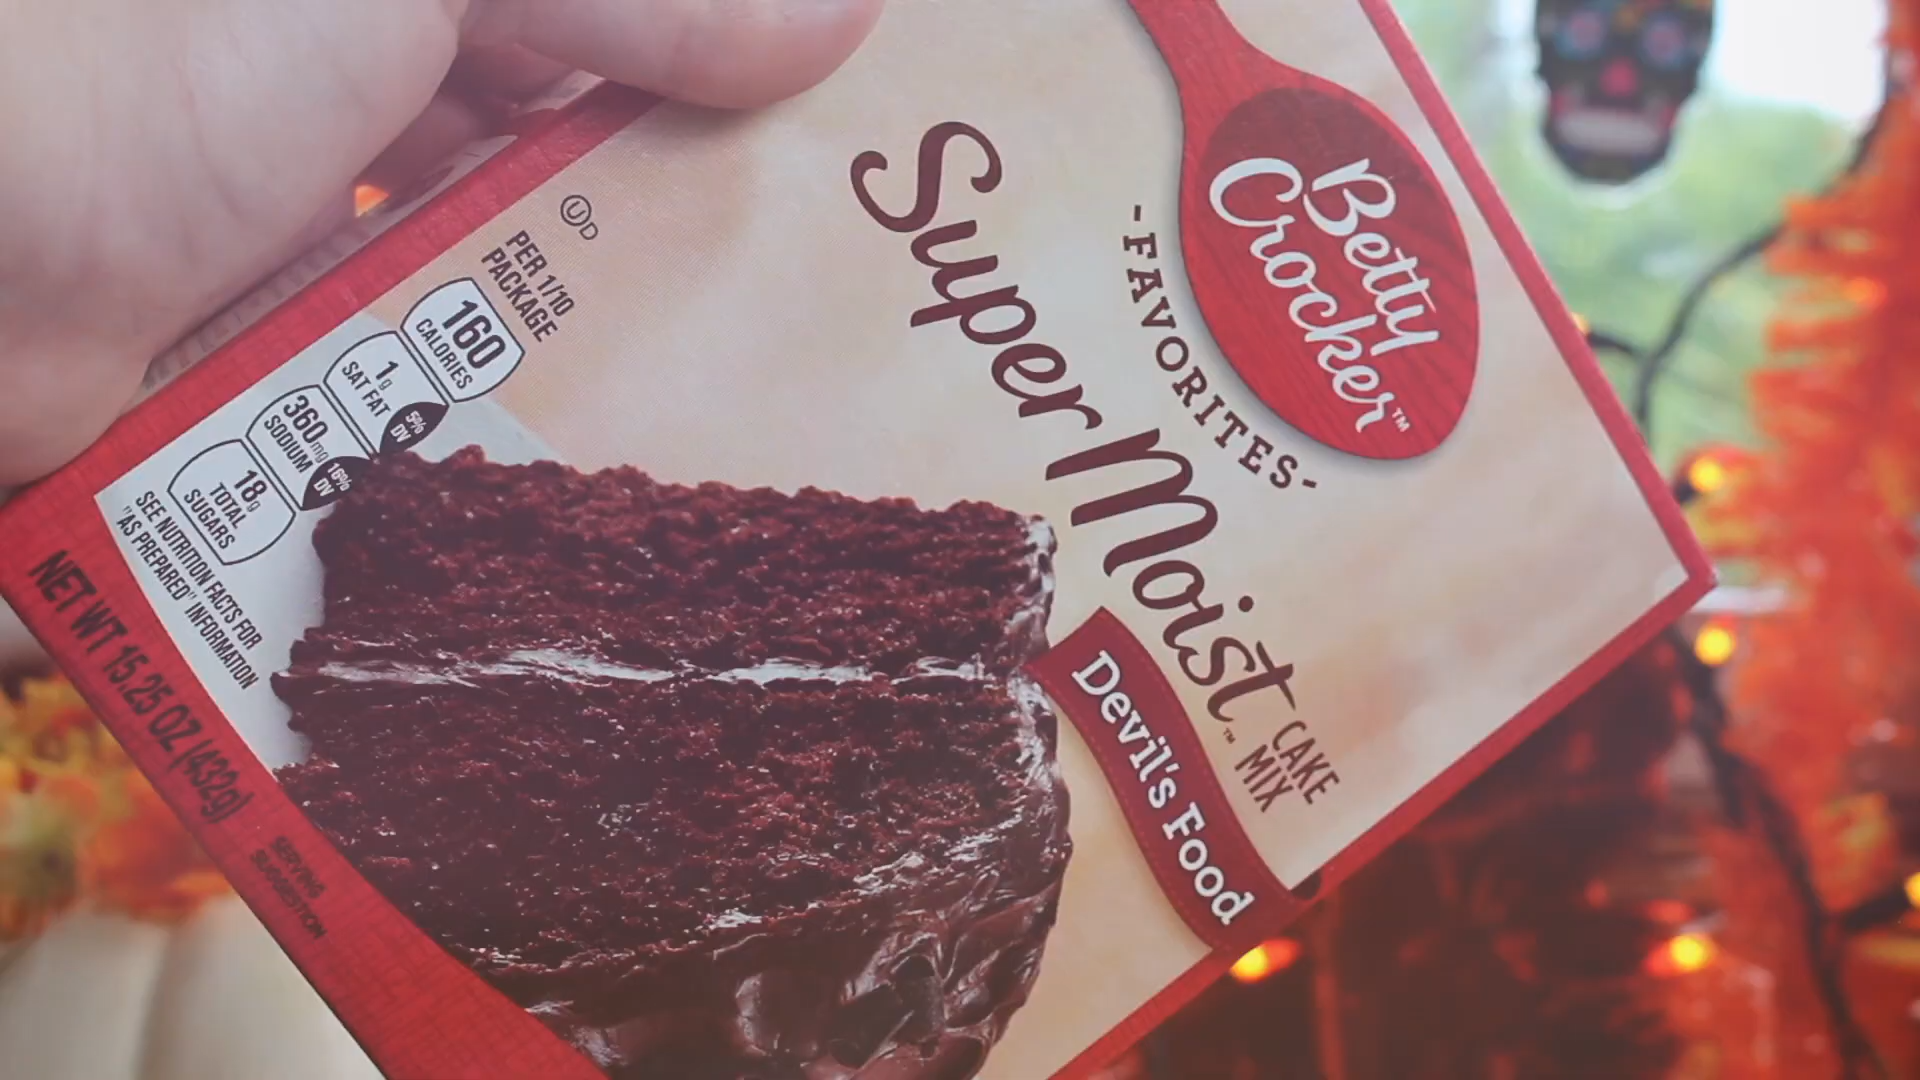 Betty
Crocker™
-FAVORITES-
Super Moist™
CAKE
MIX
Devil's Food
UD
PER 1/10
PACKAGE
160
CALORIES
1g
SAT FAT
5%
DV
360mg
SODIUM
16%
DV
18g
TOTAL
SUGARS
SEE NUTRITION FACTS FOR
"AS PREPARED" INFORMATION
NET WT 15.25 OZ (432g)
SERVING
SUGGESTION